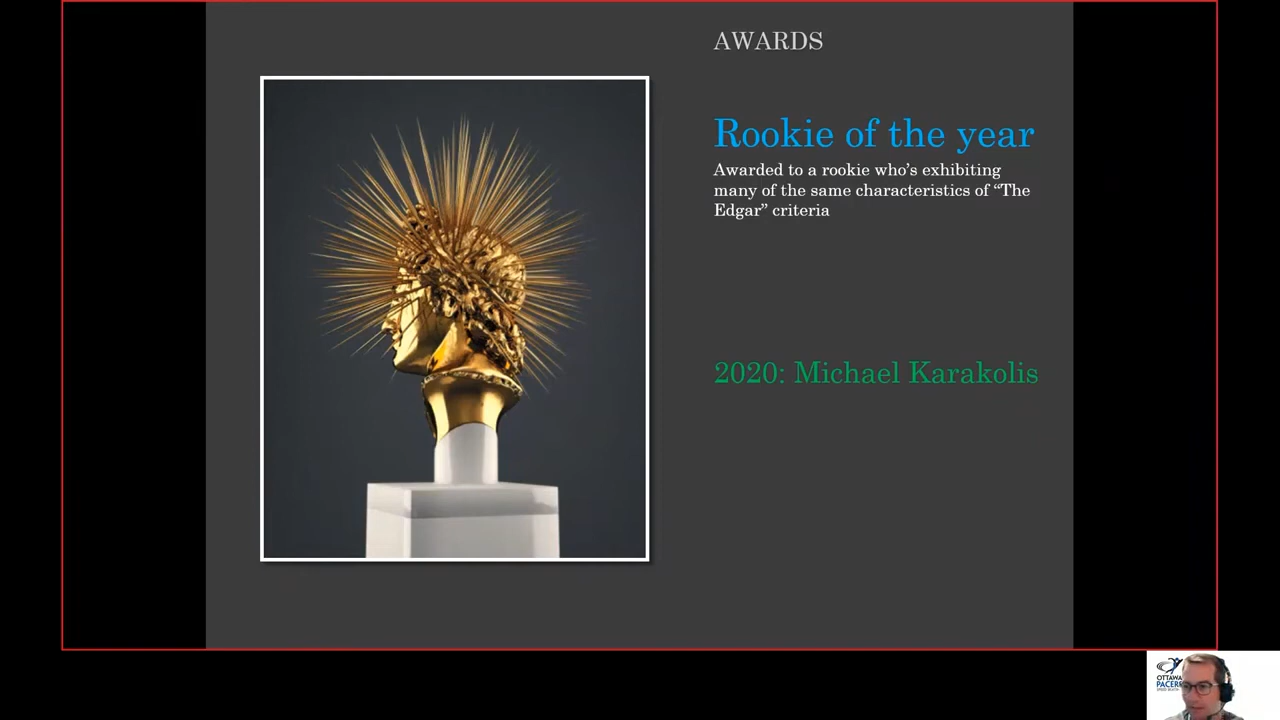 AWARDS
Rookie of the year
Awarded to a rookie who’s exhibiting
many of the same characteristics of “The
Edgar” criteria
2020: Michael Karakolis
OTTAWA